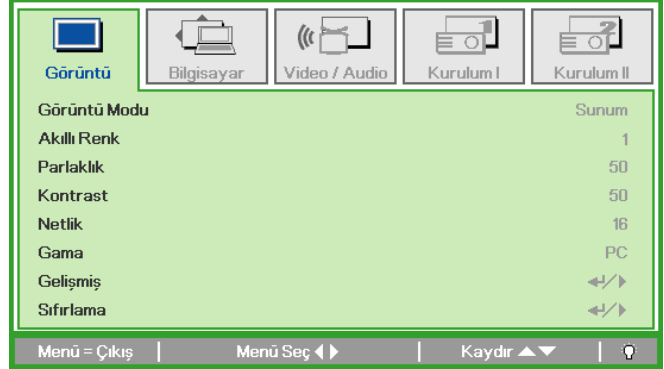 Görüntü Bilgisayar Video / Audio Kurulum I Kurulum II
Görüntü Modu Sunum
Akıllı Renk 1
Parlaklık 50
Kontrast 50
Netlik 16
Gama PC
Gelişmiş
Sıfırlama
Menü = Çıkış Menü Seç Kaydır